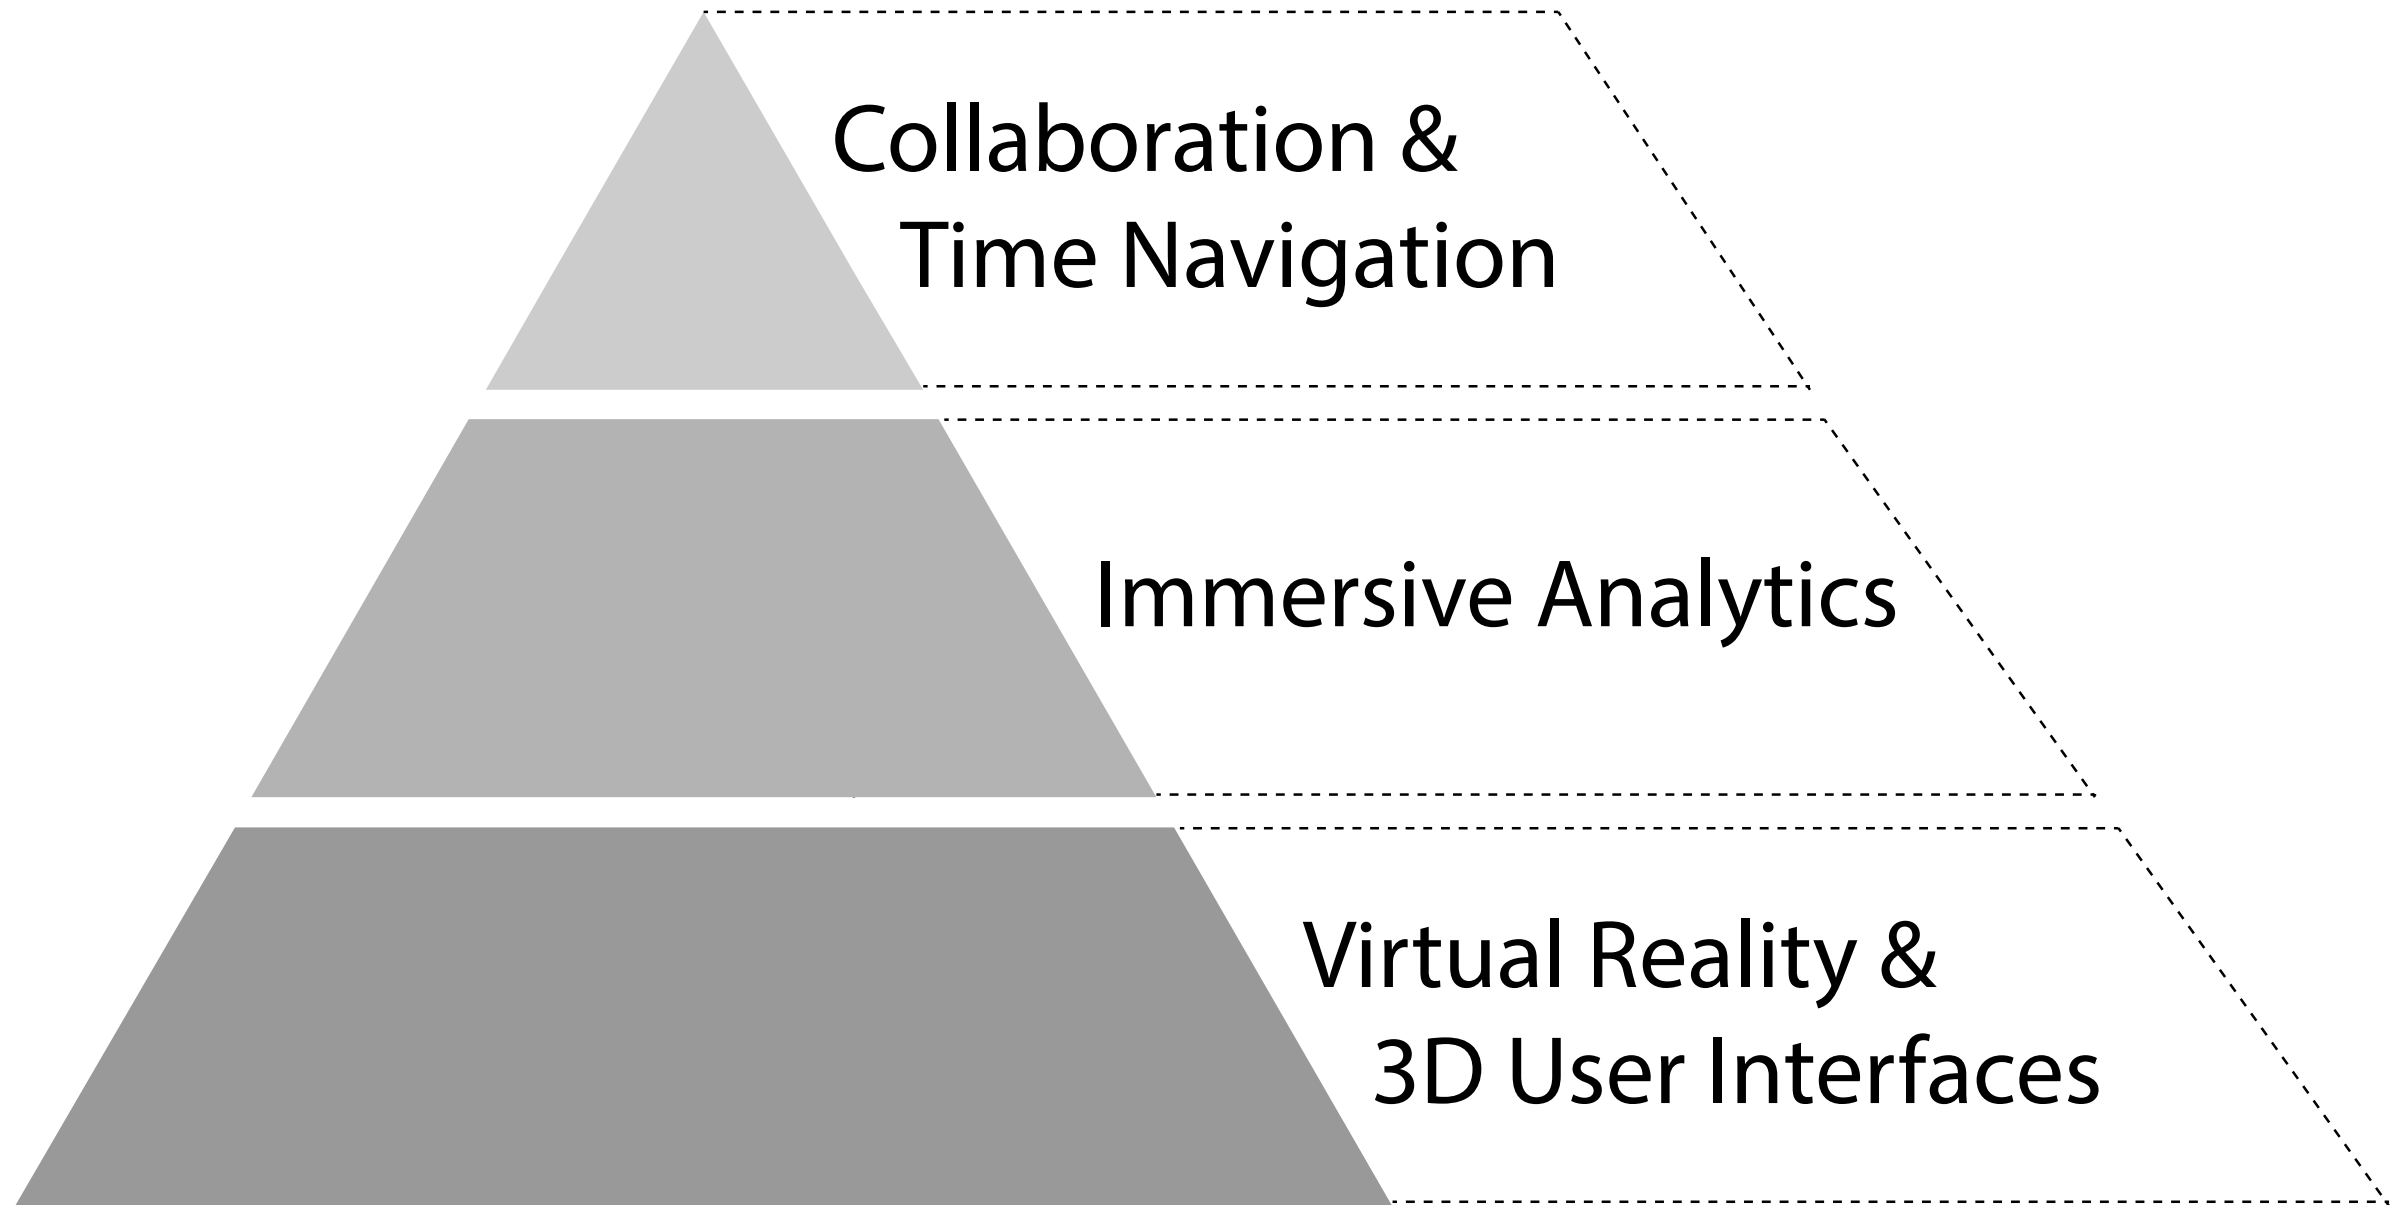 Collaboration &
Time Navigation
Immersive Analytics
Virtual Reality &
3D User Interfaces